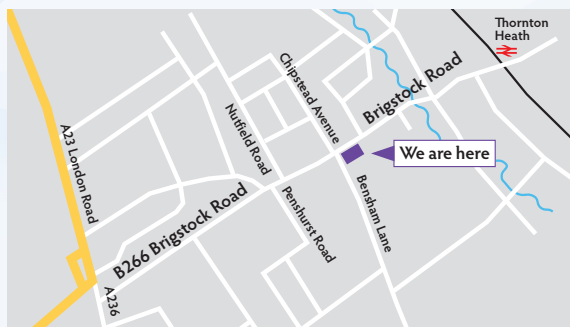 Thornton
Heath
Chipstead Avenue
Brigstock Road
Nutfield Road
A23 London Road
We are here
Bensham Lane
B266 Brigstock Road
Penshurst Road
A236